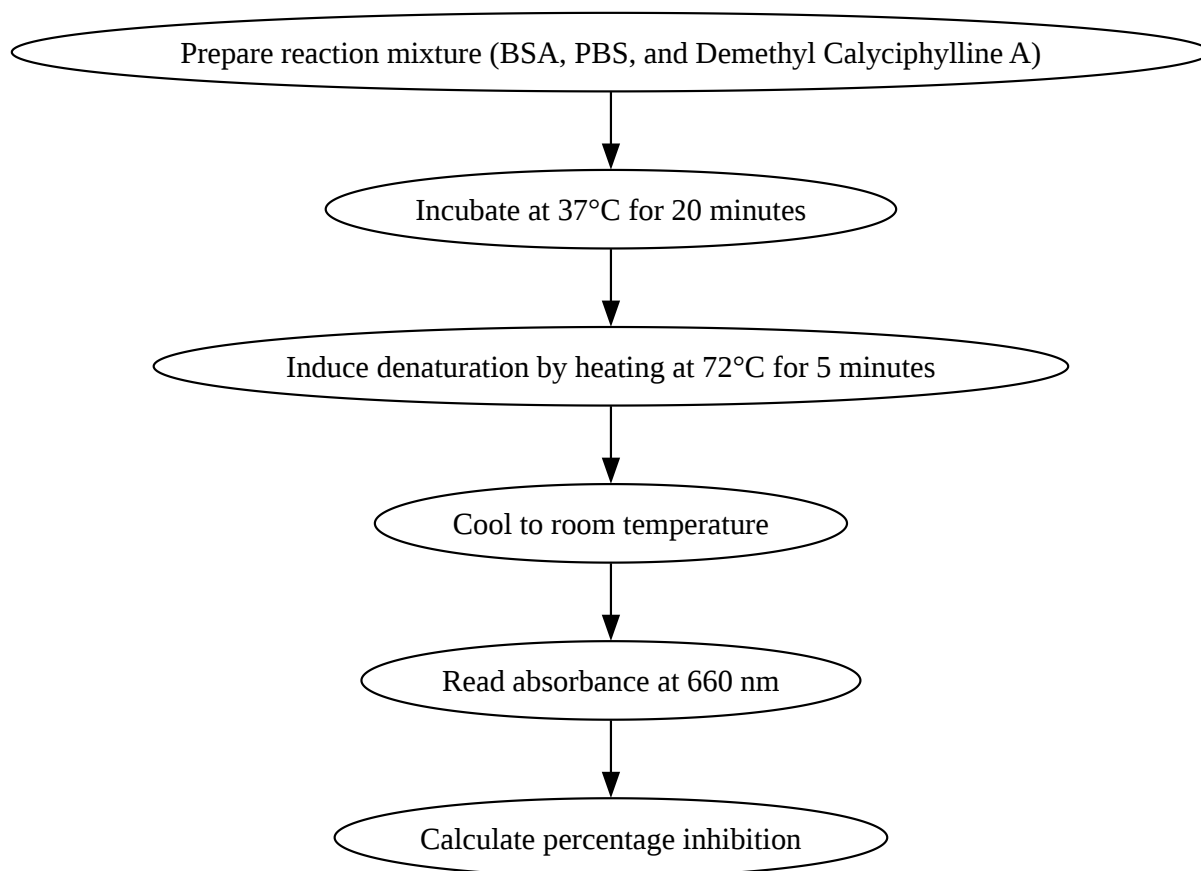 Prepare reaction mixture (BSA, PBS, and Demethyl Calyciphylline A)
Incubate at 37°C for 20 minutes
Induce denaturation by heating at 72°C for 5 minutes
Cool to room temperature
Read absorbance at 660 nm
Calculate percentage inhibition